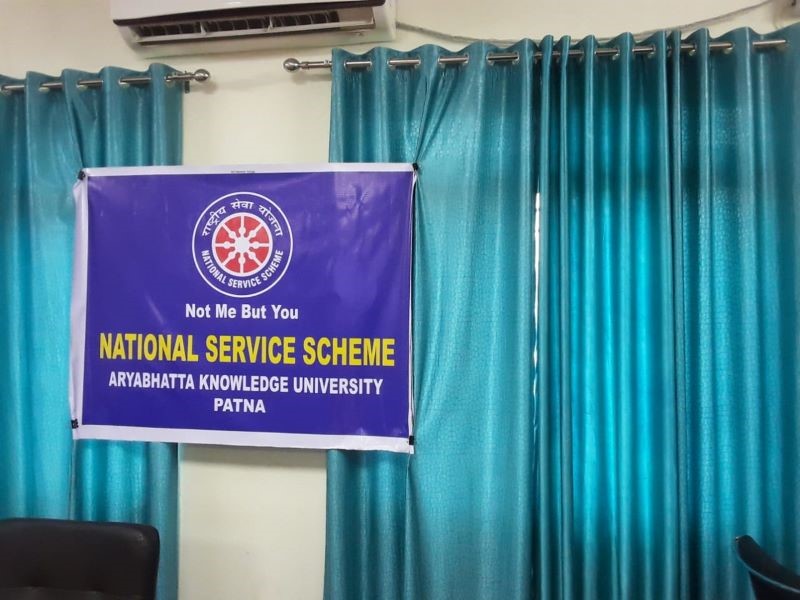 राष्ट्रीय सेवा योजना
NATIONAL SERVICE SCHEME
Not Me But You
NATIONAL SERVICE SCHEME
ARYABHATTA KNOWLEDGE UNIVERSITY
PATNA